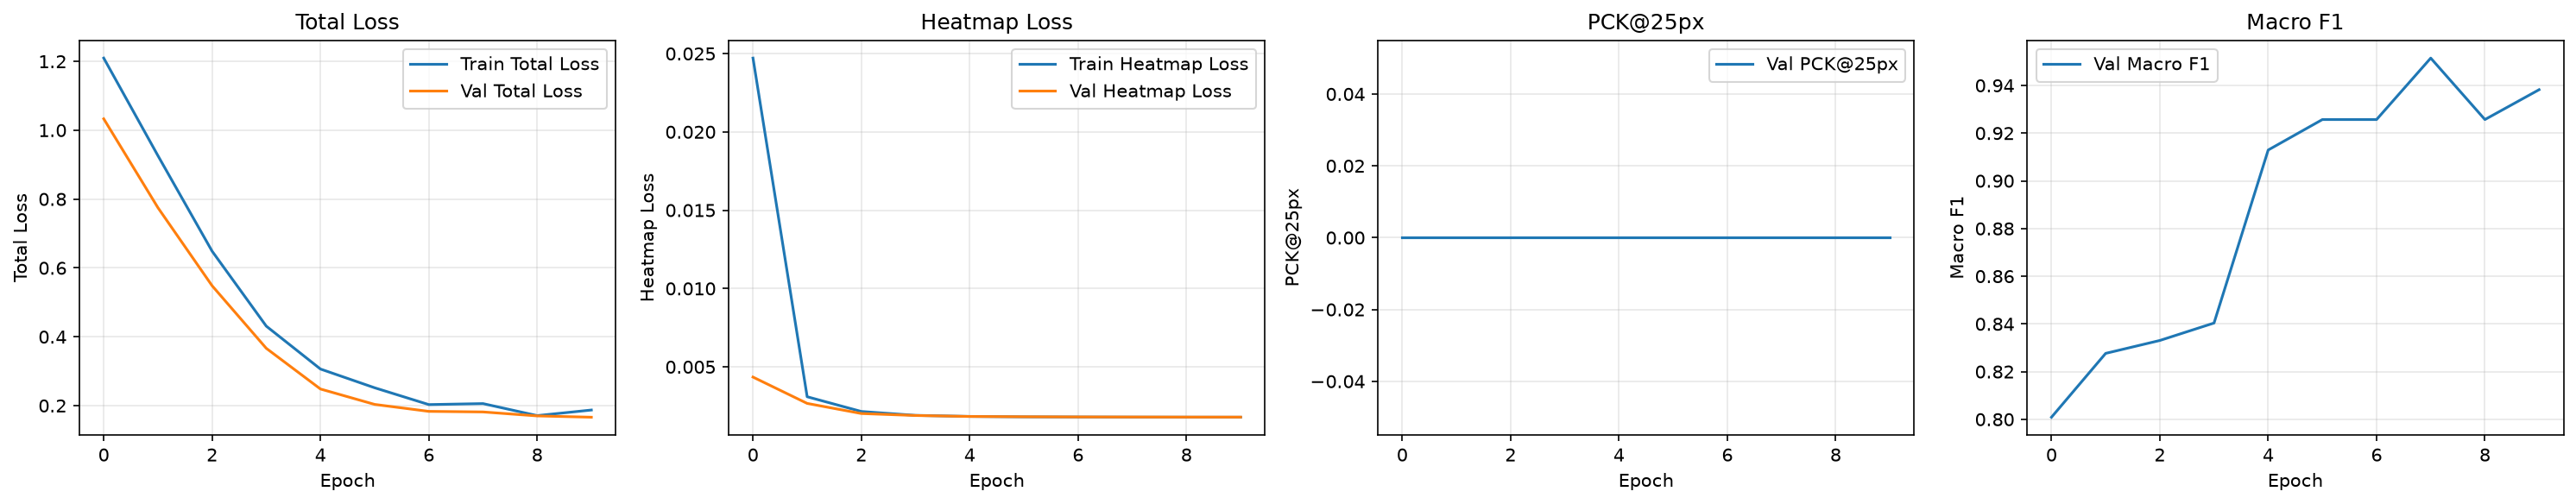 Total Loss
1.2
1.0
0.8
0.6
0.4
0.2
0 2 4 6 8
Total Loss
Epoch
Train Total Loss
Val Total Loss
Heatmap Loss
0.025
0.020
0.015
0.010
0.005
0 2 4 6 8
Heatmap Loss
Epoch
Train Heatmap Loss
Val Heatmap Loss
PCK@25px
0.04
0.02
0.00
−0.02
−0.04
0 2 4 6 8
PCK@25px
Epoch
Val PCK@25px
Macro F1
0.94
0.92
0.90
0.88
0.86
0.84
0.82
0.80
0 2 4 6 8
Macro F1
Epoch
Val Macro F1